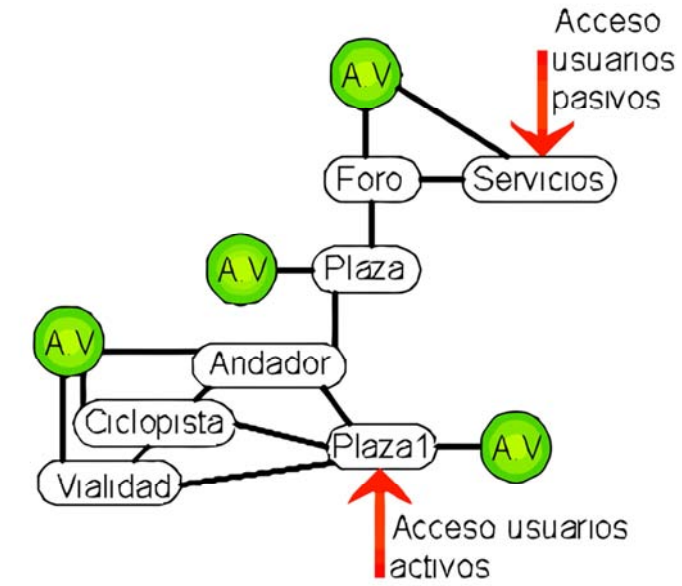 Acceso
usuarios
pasivos
A.V
Foro
Servicios
A.V
Plaza
A.V
Andador
Ciclopista
Plaza1
A.V
Vialidad
Acceso usuarios
activos